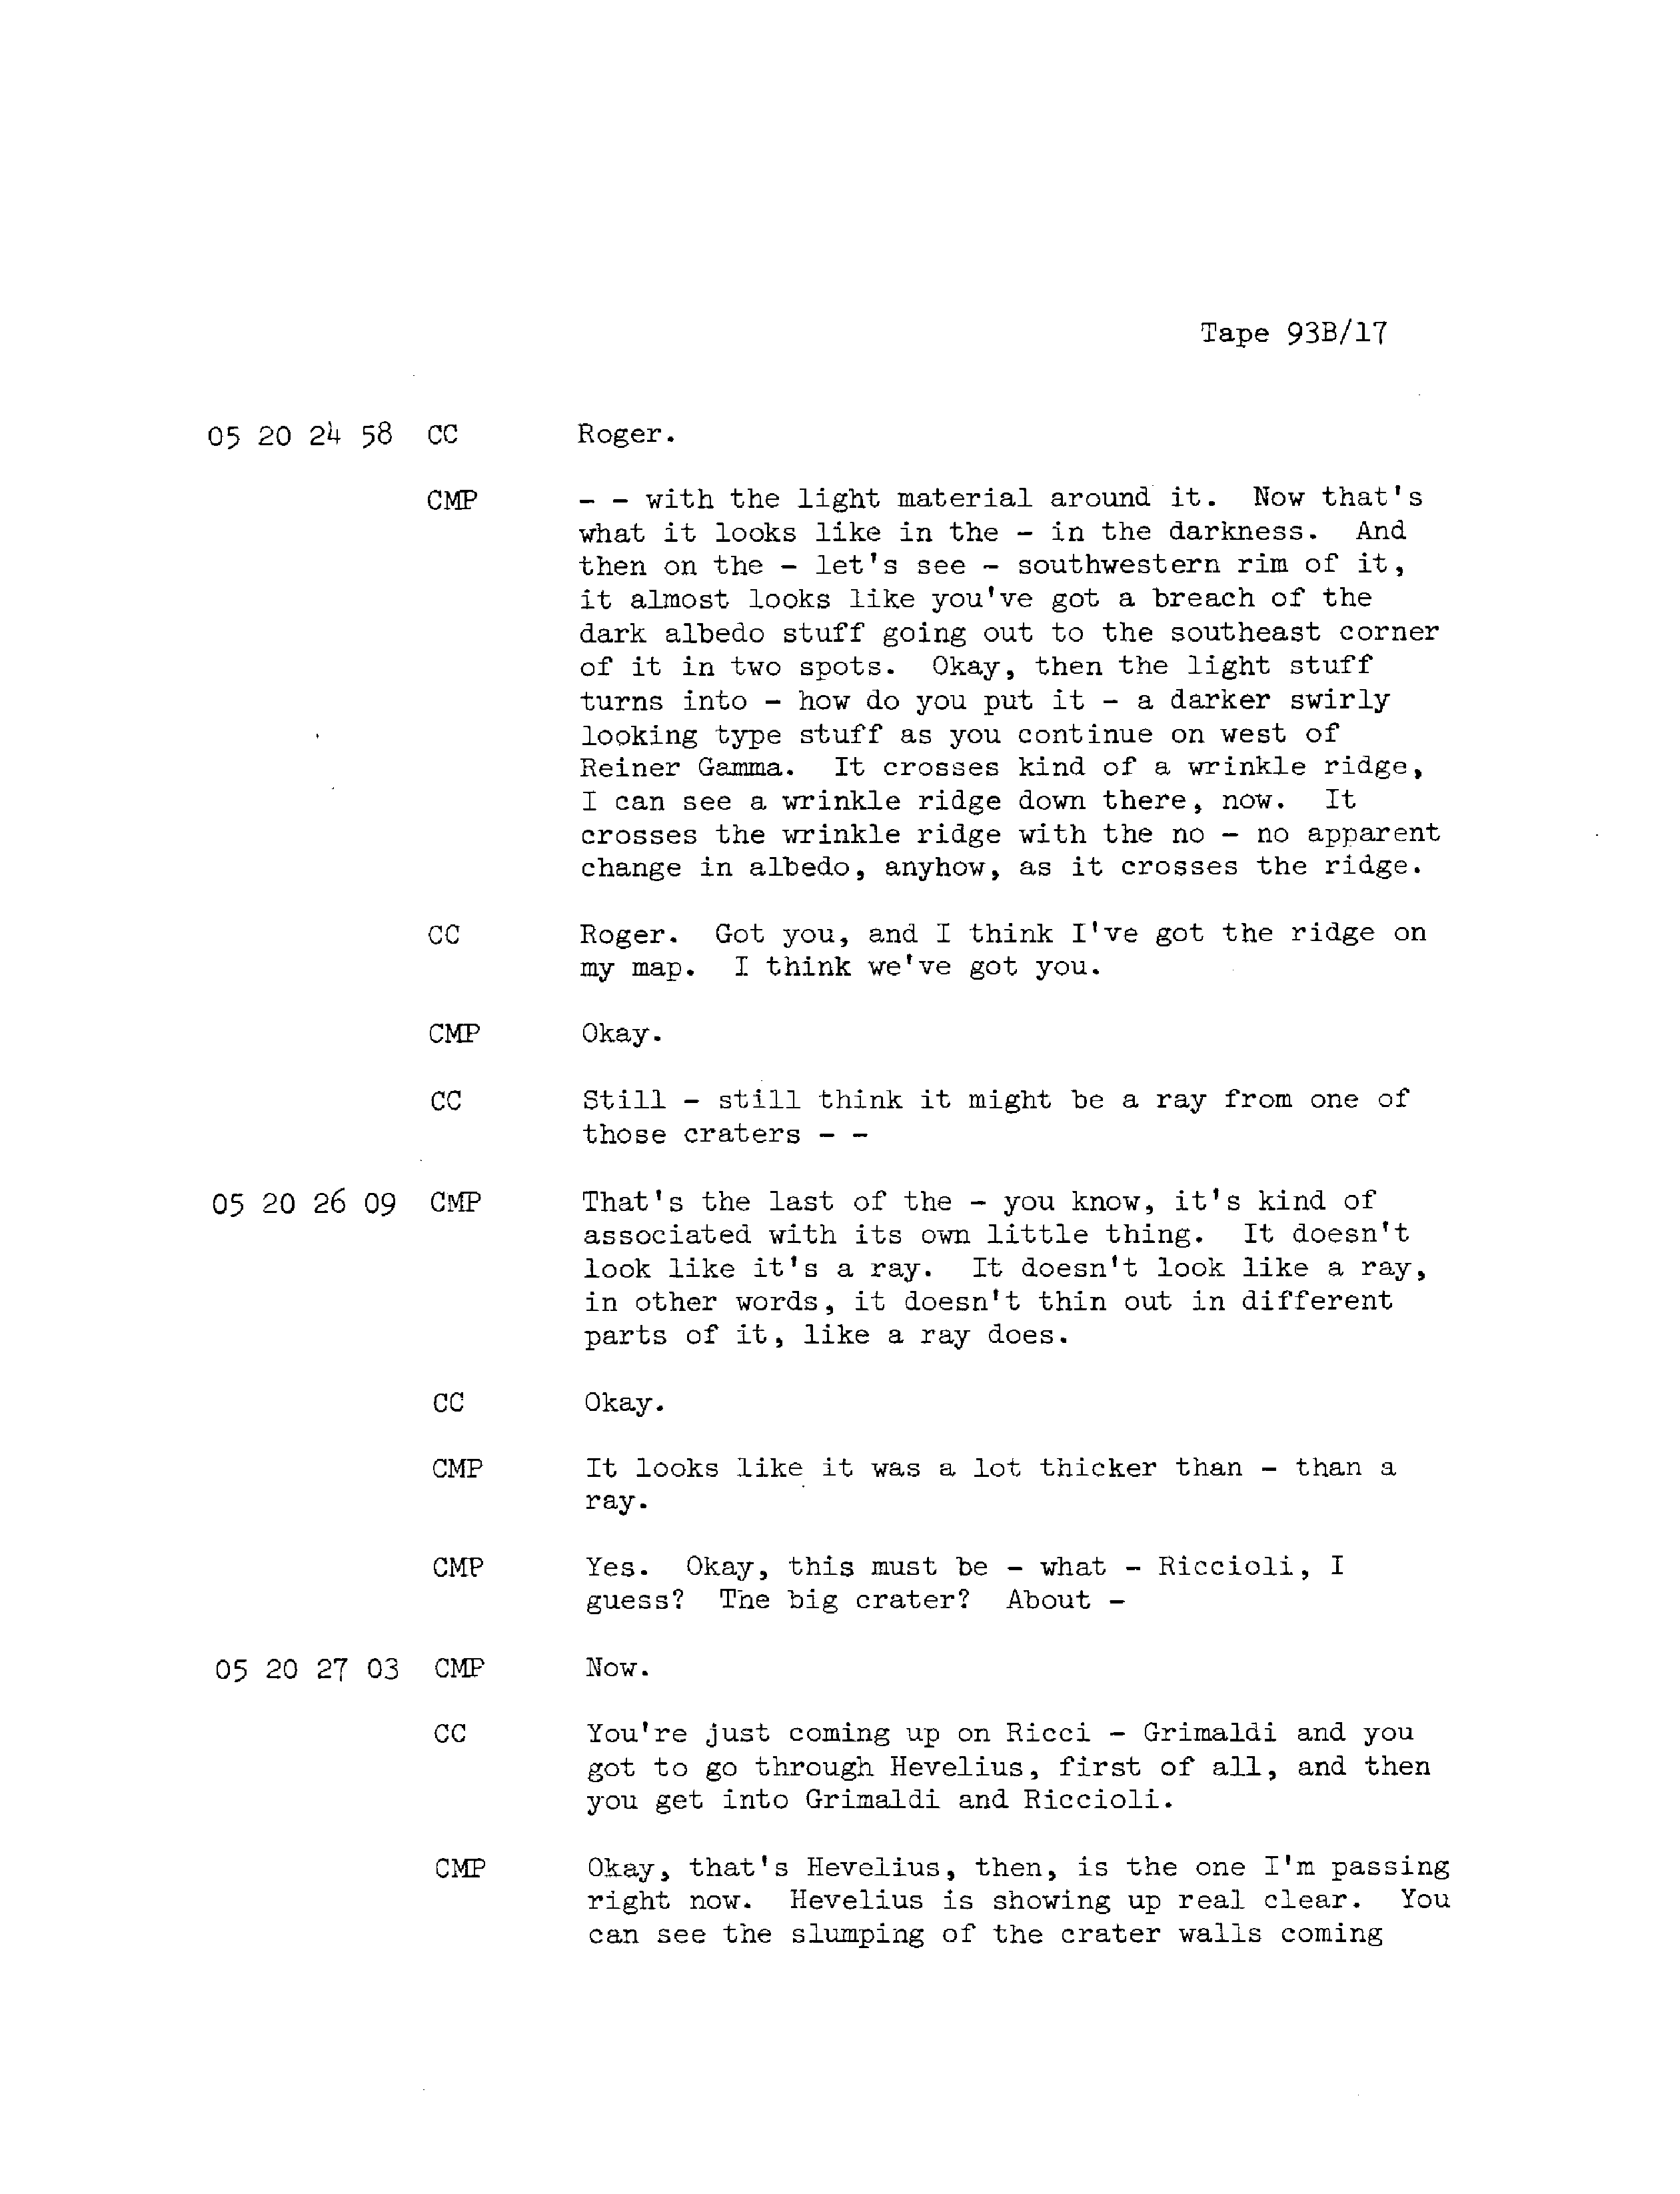 Tape 93B/17
05 20 24 58 CC Roger.
CMP - - with the light material around it. Now that's
what it looks like in the - in the darkness. And
then on the - let's see - southwestern rim of it,
it almost looks like you've got a breach of the
dark albedo stuff going out to the southeast corner
of it in two spots. Okay, then the light stuff
turns into - how do you put it - a darker swirly
looking type stuff as you continue on west of
Reiner Gamma. It crosses kind of a wrinkle ridge,
I can see a wrinkle ridge down there, now. It
crosses the wrinkle ridge with the no - no apparent
change in albedo, anyhow, as it crosses the ridge.
CC Roger. Got you, and I think I've got the ridge on
my map. I think we've got you.
CMP Okay.
CC Still - still think it might be a ray from one of
those craters - -
05 20 26 09 CMP That's the last of the - you know, it's kind of
associated with its own little thing. It doesn't
look like it's a ray. It doesn't look like a ray,
in other words, it doesn't thin out in different
parts of it, like a ray does.
CC Okay.
CMP It looks like it was a lot thicker than - than a
ray.
CMP Yes. Okay, this must be - what - Riccioli, I
guess? The big crater? About -
05 20 27 03 CMP Now.
CC You're just coming up on Ricci - Grimaldi and you
got to go through Hevelius, first of all, and then
you get into Grimaldi and Riccioli.
CMP Okay, that's Hevelius, then, is the one I'm passing
right now. Hevelius is showing up real clear. You
can see the slumping of the crater walls coming